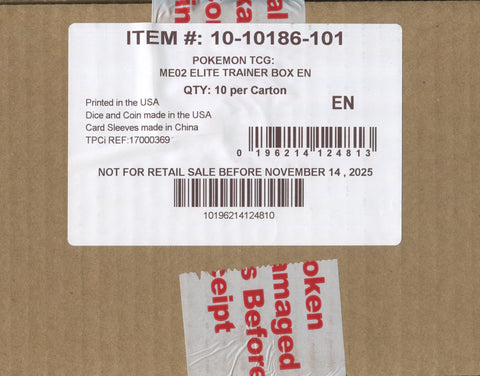 ITEM #: 10-10186-101
POKEMON TCG:
ME02 ELITE TRAINER BOX EN
QTY: 10 per Carton
Printed in the USA
Dice and Coin made in the USA
Card Sleeves made in China
TPCi REF:17000369
EN
0 196214 124813
NOT FOR RETAIL SALE BEFORE NOVEMBER 14 , 2025
10196214124810
oken
amaged
s Before
ceipt